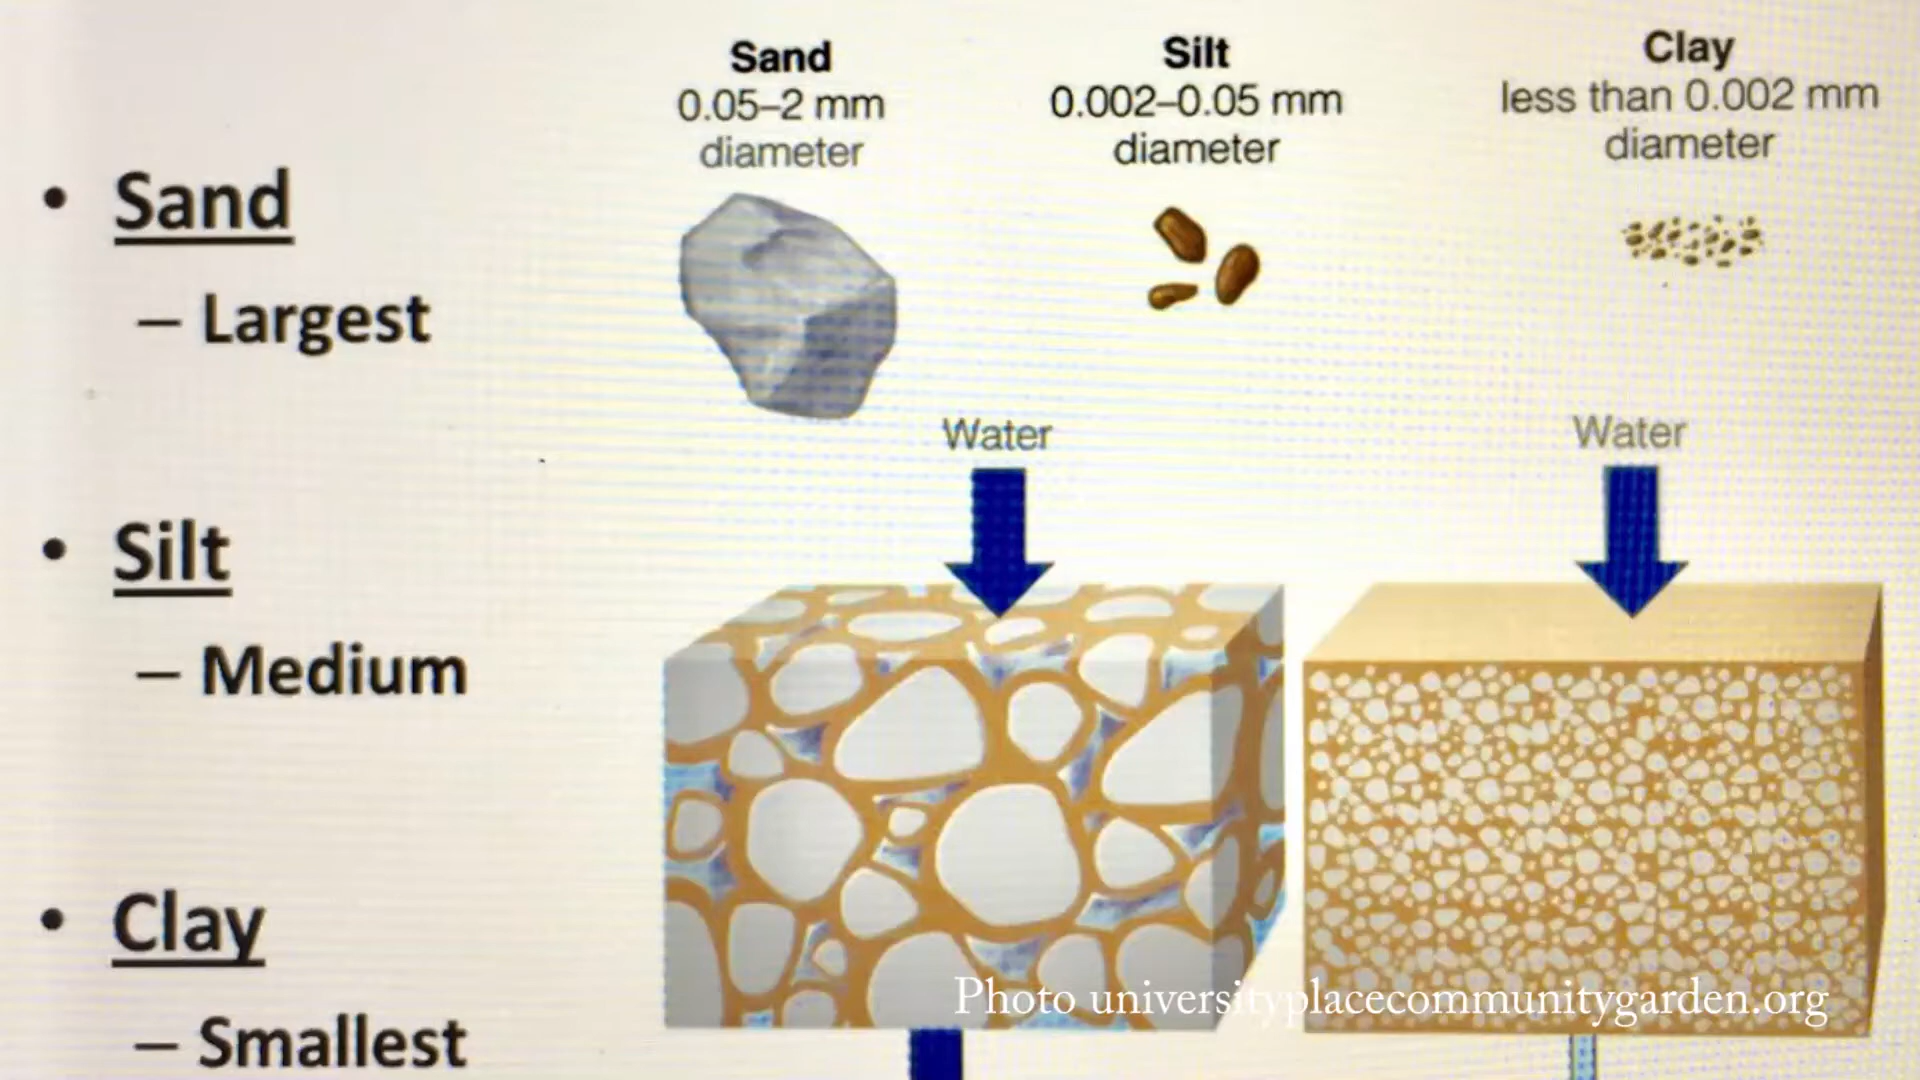 • Sand
– Largest
• Silt
– Medium
• Clay
– Smallest
Sand
0.05–2 mm
diameter
Silt
0.002–0.05 mm
diameter
Clay
less than 0.002 mm
diameter
Water
Water
Photo universityplacecommunitygarden.org